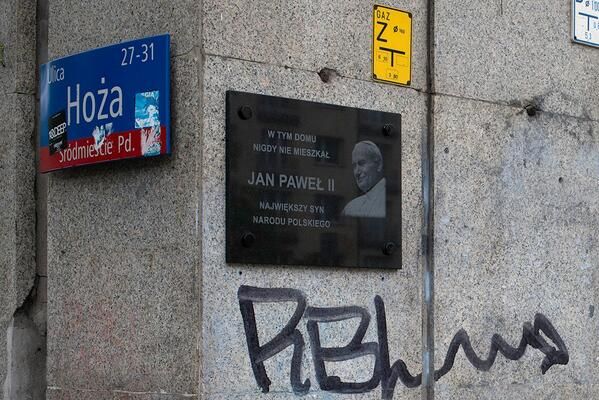 Ulica 27-31
Hoża
Śródmieście Pd.
W TYM DOMU
NIGDY NIE MIESZKAŁ
JAN PAWEŁ II
NAJWIĘKSZY SYN
NARODU POLSKIEGO
GAZ
Z
T